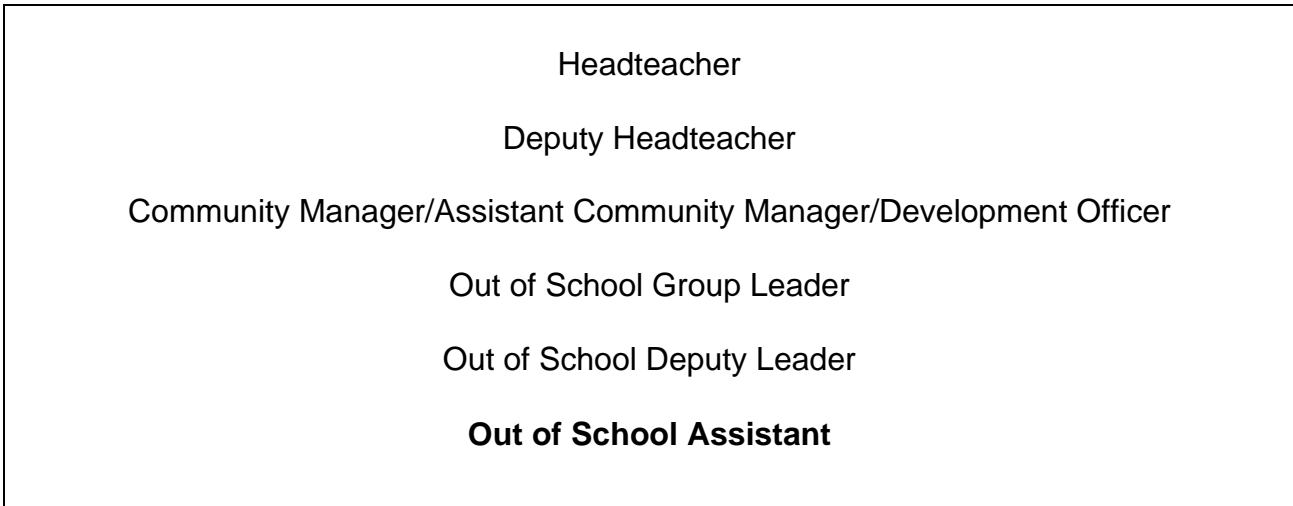 Headteacher
Deputy Headteacher
Community Manager/Assistant Community Manager/Development Officer
Out of School Group Leader
Out of School Deputy Leader
Out of School Assistant